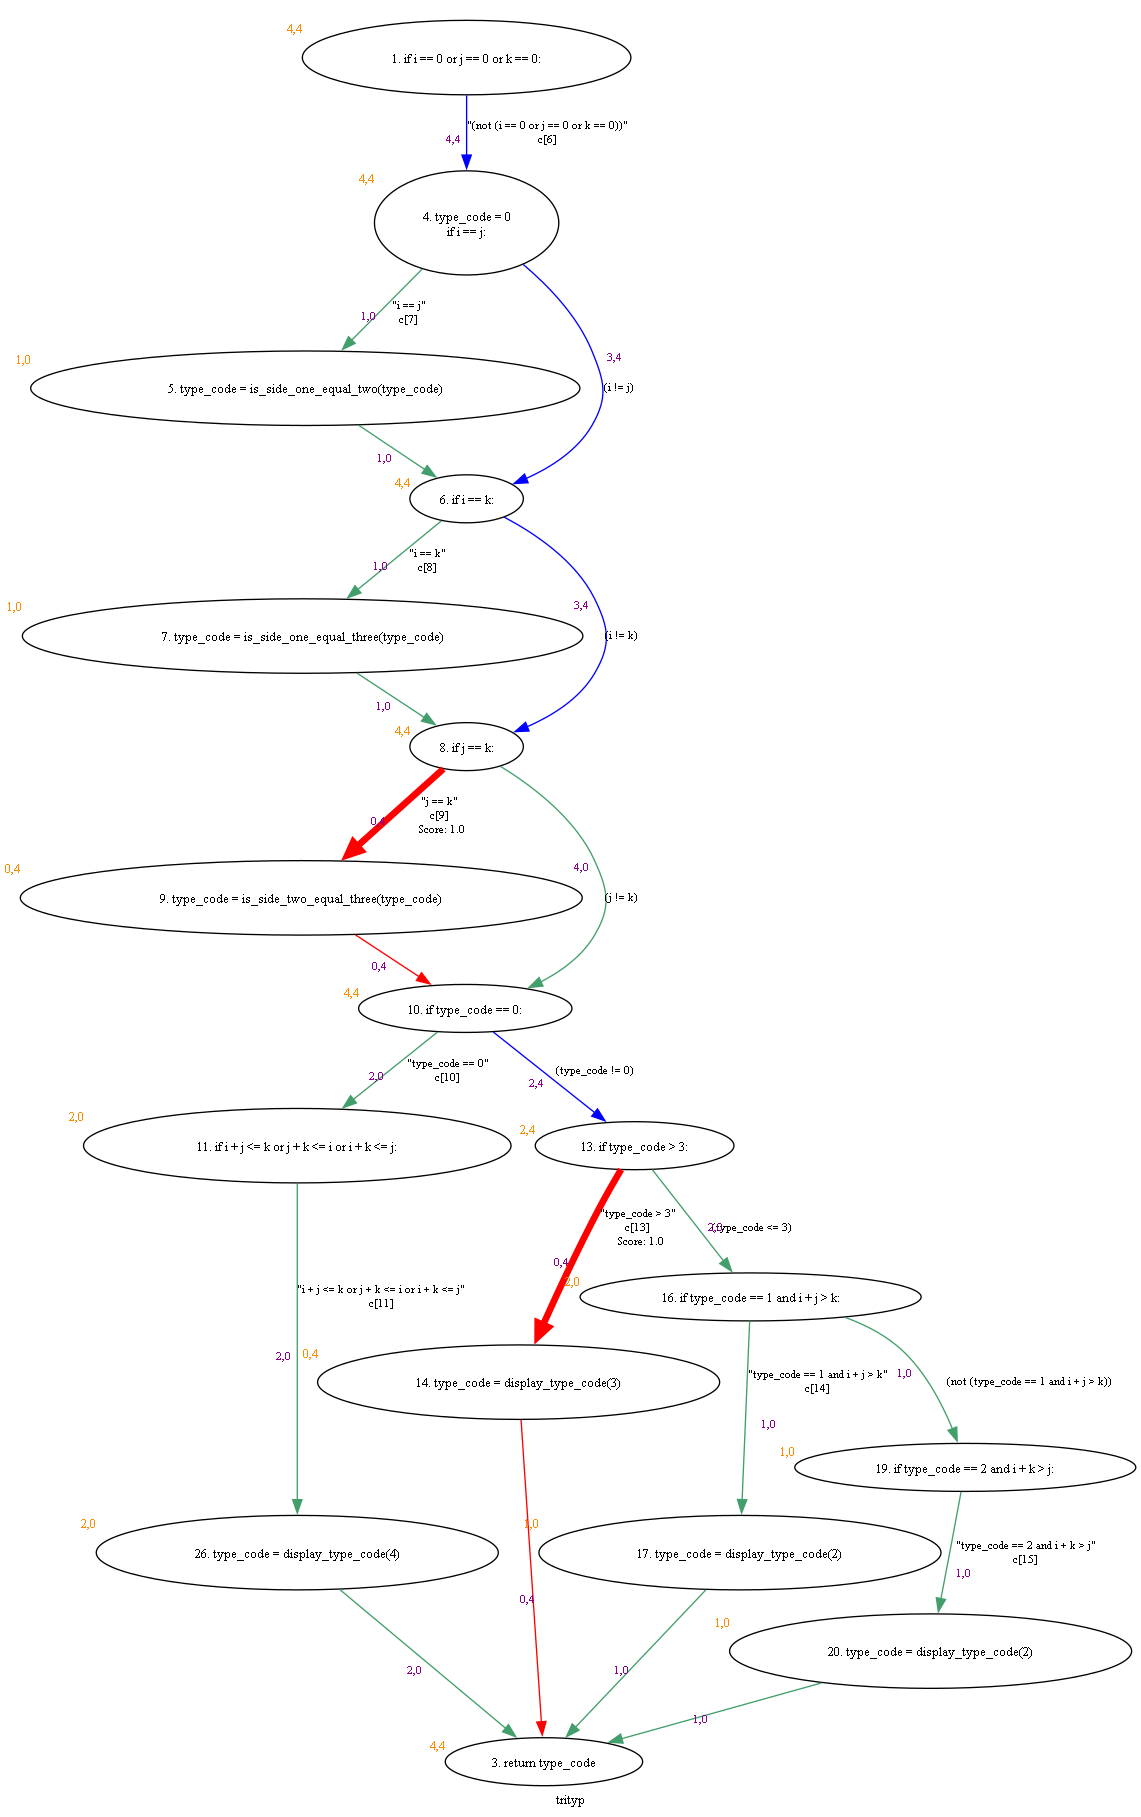 4,4
1. if i == 0 or j == 0 or k == 0:
"(not (i == 0 or j == 0 or k == 0))"
c[6]
4,4
4,4
4. type_code = 0
if i == j:
"i == j"
c[7]
1,0
3,4
(i != j)
1,0
5. type_code = is_side_one_equal_two(type_code)
1,0
4,4
6. if i == k:
"i == k"
c[8]
1,0
3,4
(i != k)
1,0
7. type_code = is_side_one_equal_three(type_code)
1,0
4,4
8. if j == k:
"j == k"
c[9]
Score: 1.0
0,4
4,0
(j != k)
0,4
9. type_code = is_side_two_equal_three(type_code)
0,4
4,4
10. if type_code == 0:
"type_code == 0"
c[10]
2,0
(type_code != 0)
2,4
2,0
11. if i + j <= k or j + k <= i or i + k <= j:
2,4
13. if type_code > 3:
"type_code > 3"
c[13]
Score: 1.0
0,4
(type_code <= 3)
2,0
16. if type_code == 1 and i + j > k:
"i + j <= k or j + k <= i or i + k <= j"
c[11]
2,0
0,4
14. type_code = display_type_code(3)
"type_code == 1 and i + j > k"
c[14]
1,0
1,0
(not (type_code == 1 and i + j > k))
1,0
19. if type_code == 2 and i + k > j:
2,0
26. type_code = display_type_code(4)
1,0
17. type_code = display_type_code(2)
"type_code == 2 and i + k > j"
c[15]
1,0
0,4
1,0
20. type_code = display_type_code(2)
2,0
1,0
1,0
4,4
3. return type_code
trityp